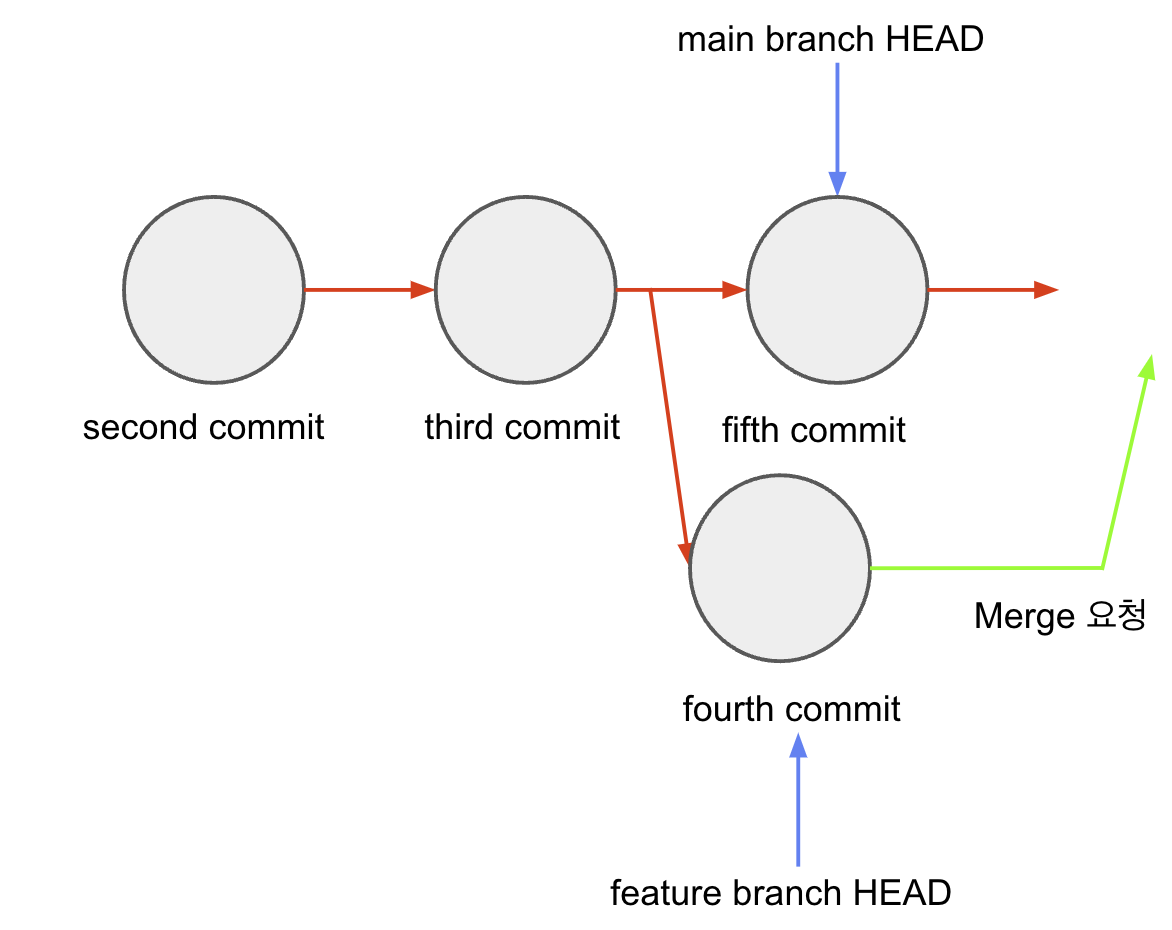 main branch HEAD
second commit
third commit
fifth commit
Merge 요청
fourth commit
feature branch HEAD